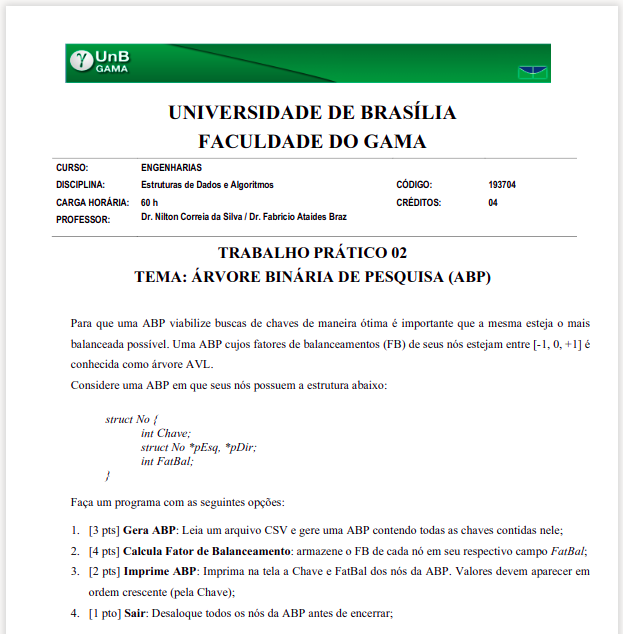 UnB
GAMA
UNIVERSIDADE DE BRASÍLIA
FACULDADE DO GAMA
CURSO: ENGENHARIAS
DISCIPLINA: Estruturas de Dados e Algoritmos CÓDIGO: 193704
CARGA HORÁRIA: 60 h CRÉDITOS: 04
PROFESSOR: Dr. Nilton Correia da Silva / Dr. Fabricio Ataides Braz
TRABALHO PRÁTICO 02
TEMA: ÁRVORE BINÁRIA DE PESQUISA (ABP)
Para que uma ABP viabilize buscas de chaves de maneira ótima é importante que a mesma esteja o mais
balanceada possível. Uma ABP cujos fatores de balanceamentos (FB) de seus nós estejam entre [-1, 0, +1] é
conhecida como árvore AVL.
Considere uma ABP em que seus nós possuem a estrutura abaixo:
struct No {
int Chave;
struct No *pEsq, *pDir;
int FatBal;
}
Faça um programa com as seguintes opções:
1. [3 pts] Gera ABP: Leia um arquivo CSV e gere uma ABP contendo todas as chaves contidas nele;
2. [4 pts] Calcula Fator de Balanceamento: armazene o FB de cada nó em seu respectivo campo FatBal;
3. [2 pts] Imprime ABP: Imprima na tela a Chave e FatBal dos nós da ABP. Valores devem aparecer em
ordem crescente (pela Chave);
4. [1 pto] Sair: Desaloque todos os nós da ABP antes de encerrar;